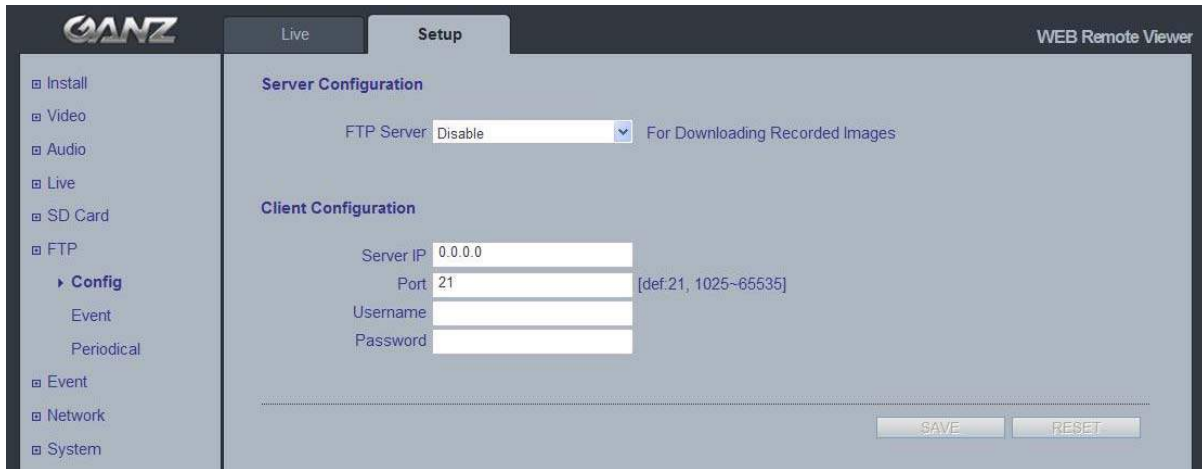 GANZ
Live
Setup
WEB Remote Viewer
Install
Video
Audio
Live
SD Card
FTP
Config
Event
Periodical
Event
Network
System
Server Configuration
FTP Server Disable For Downloading Recorded Images
Client Configuration
Server IP 0.0.0.0
Port 21 [def:21, 1025~65535]
Username
Password
SAVE RESET